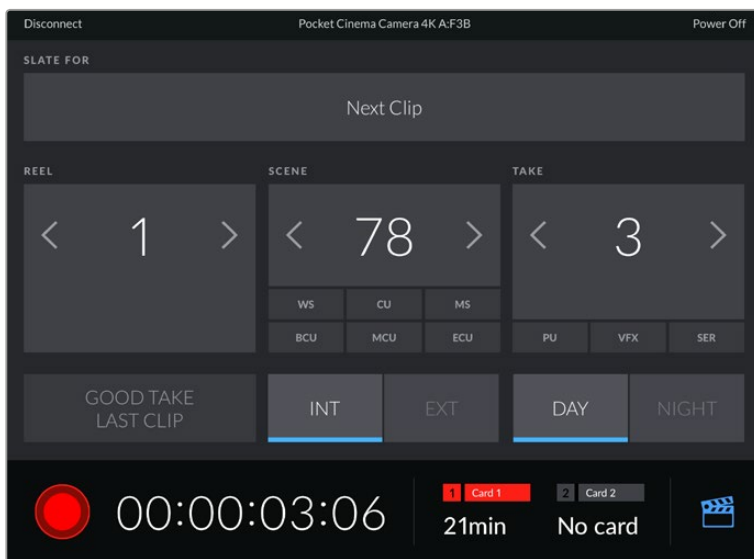 Disconnect Pocket Cinema Camera 4K A:F3B Power Off
SLATE FOR
Next Clip
REEL SCENE TAKE
< 1 > < 78 > < 3 >
WS CU MS
BCU MCU ECU PU VFX SER
GOOD TAKE
LAST CLIP
INT EXT DAY NIGHT
00:00:03:06
1 Card 1 2 Card 2
21min No card